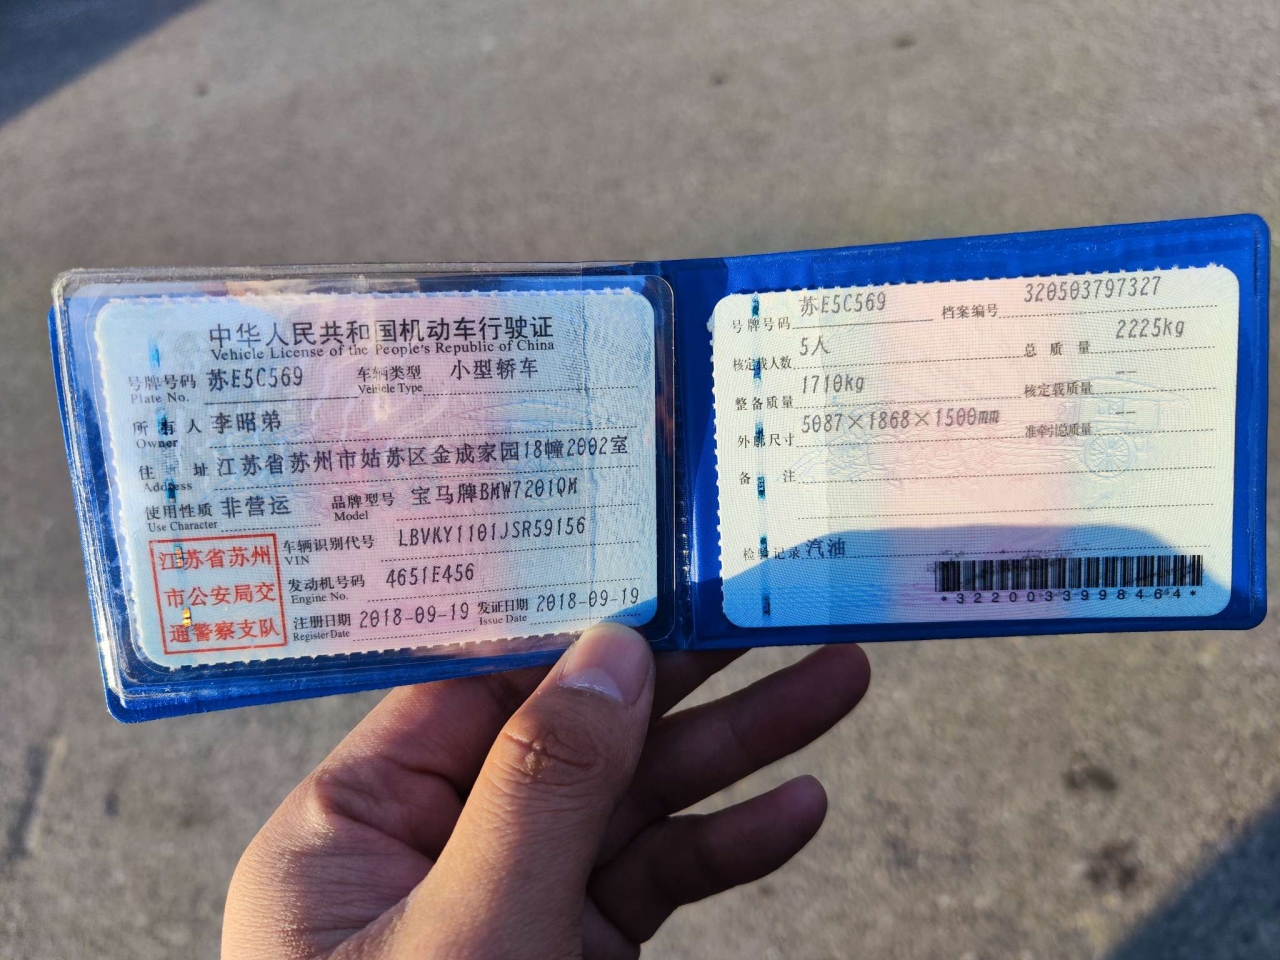 中华人民共和国机动车行驶证
Vehicle License of the People's Republic of China
号牌号码 苏E5C569 车辆类型 小型轿车
Plate No. Vehicle Type
所有人 李昭弟
Owner
住址 江苏省苏州市姑苏区金成家园18幢2002室
Address
使用性质 非营运 品牌型号 宝马牌BMW7201QM
Use Character Model
江苏省苏州
市公安局交
通警察支队
车辆识别代号 LBVKY1101JSR59156
VIN
发动机号码 4651E456
Engine No.
注册日期 2018-09-19 发证日期 2018-09-19
Register Date Issue Date
号牌号码 苏E5C569 档案编号 320503797327
核定载人数 5人 总质量 2225kg
整备质量 1710kg 核定载质量 --
外廓尺寸 5087×1868×1500mm 准牵引总质量 --
备注
检验记录 汽油
*3220033998464*